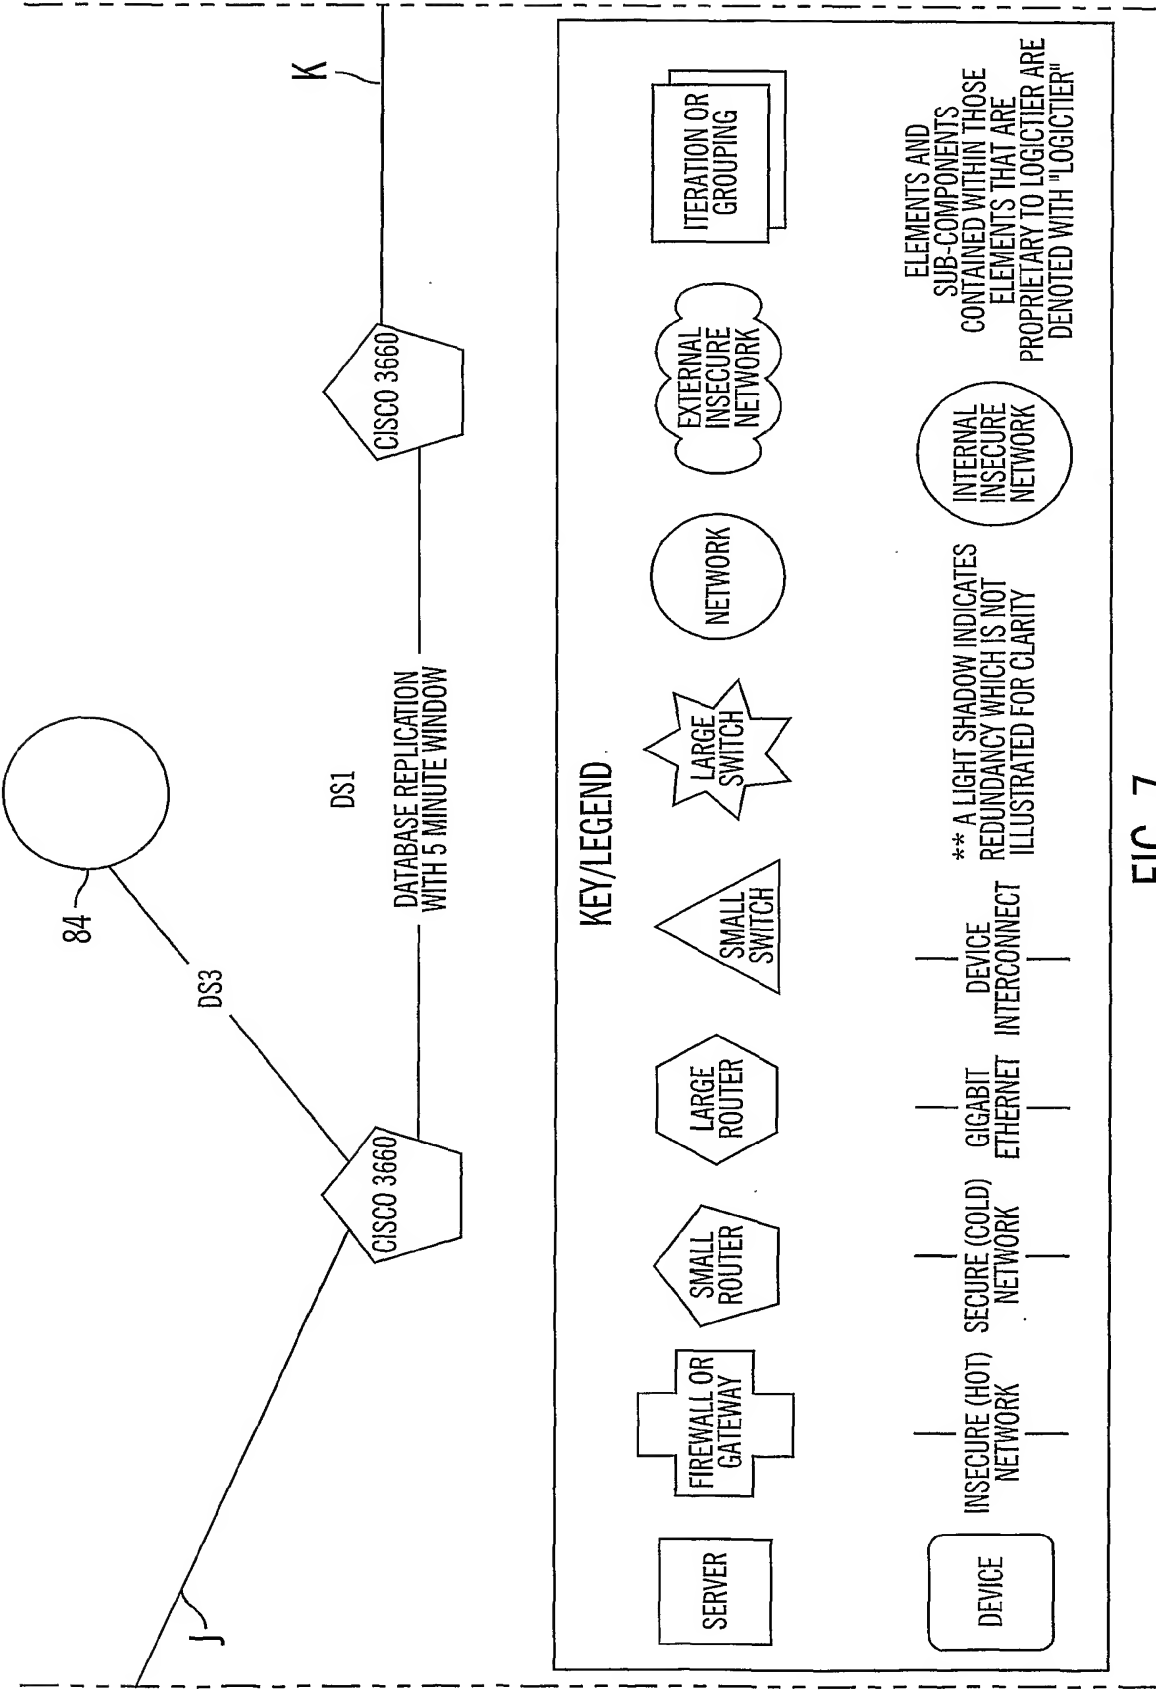 K
84
DS3
DS1
CISCO 3660
CISCO 3660
DATABASE REPLICATION
WITH 5 MINUTE WINDOW
J
KEY/LEGEND
SERVER
FIREWALL OR
GATEWAY
SMALL
ROUTER
LARGE
ROUTER
SMALL
SWITCH
LARGE
SWITCH
NETWORK
EXTERNAL
INSECURE
NETWORK
ITERATION OR
GROUPING
DEVICE
INSECURE (HOT)
NETWORK
SECURE (COLD)
NETWORK
GIGABIT
ETHERNET
DEVICE
INTERCONNECT
** A LIGHT SHADOW INDICATES
REDUNDANCY WHICH IS NOT
ILLUSTRATED FOR CLARITY
INTERNAL
INSECURE
NETWORK
ELEMENTS AND
SUB-COMPONENTS
CONTAINED WITHIN THOSE
ELEMENTS THAT ARE
PROPRIETARY TO LOGICTIER ARE
DENOTED WITH "LOGICTIER"
FIG. 7